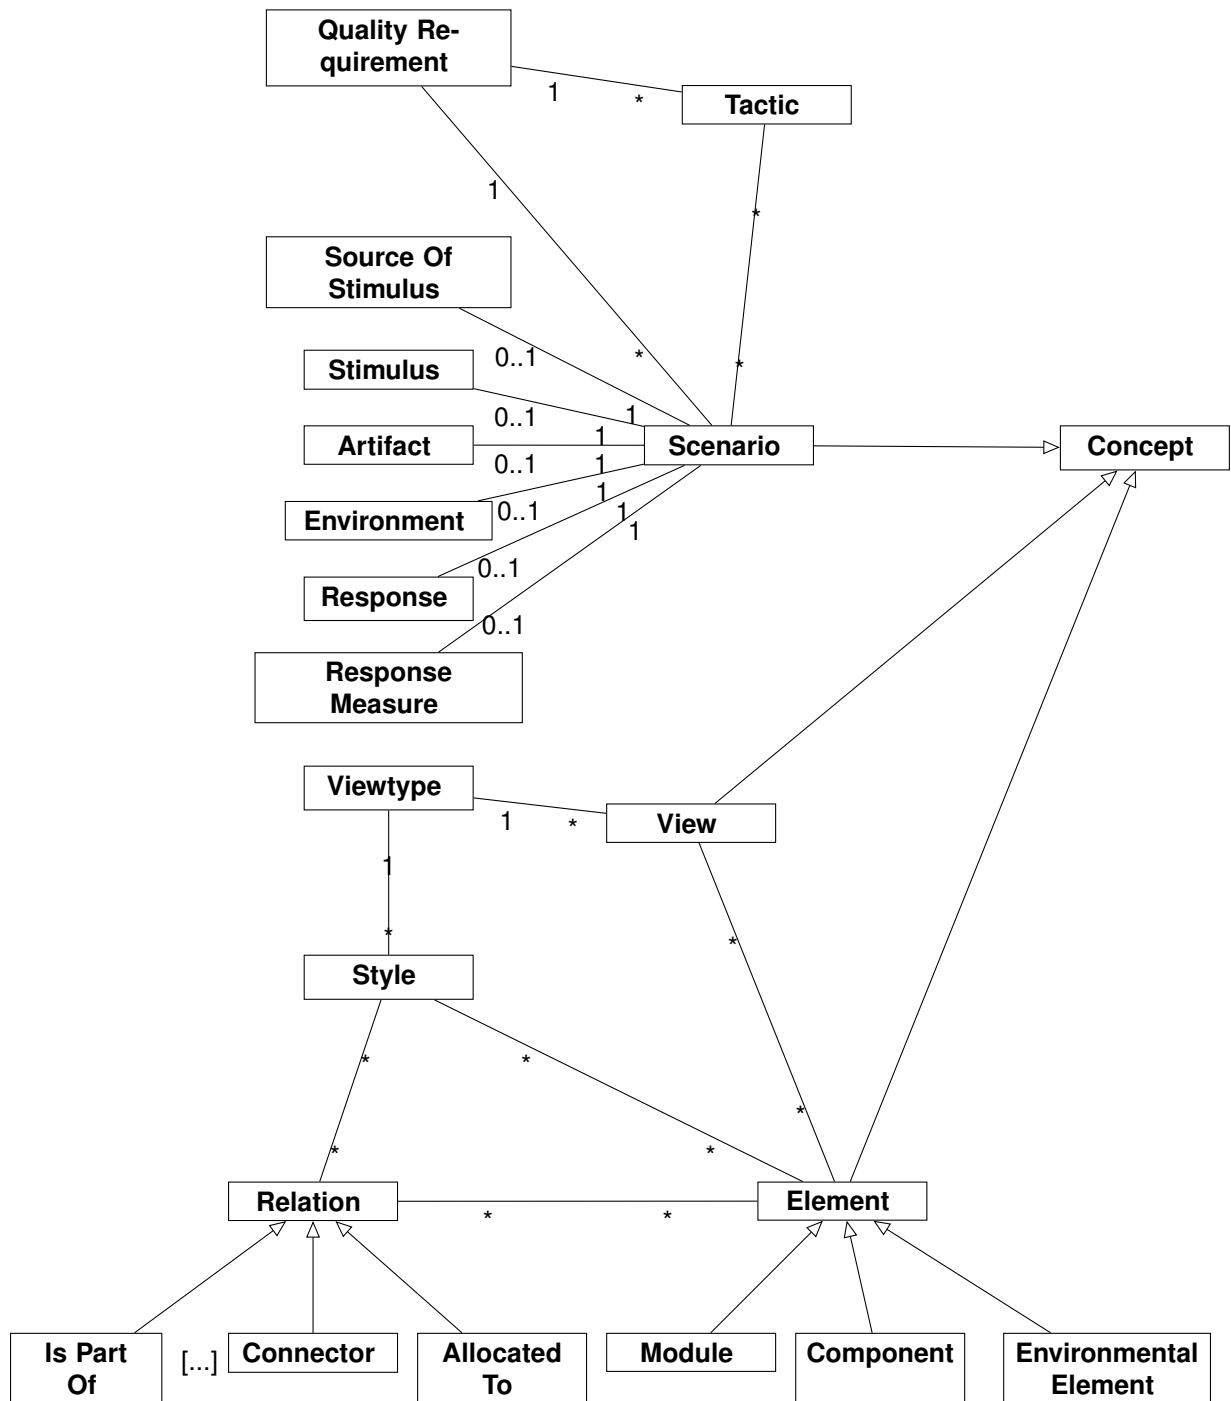 Quality Re-
quirement
1
*
Tactic
1
*
Source Of
Stimulus
0..1
*
*
Stimulus
0..1
1
Artifact
1
Scenario
Concept
0..1
1
1
Environment
0..1
1
1
Response
0..1
0..1
Response
Measure
Viewtype
1
*
View
1
*
*
Style
*
*
*
*
*
Relation
*
*
Element
Is Part
Of
[...]
Connector
Allocated
To
Module
Component
Environmental
Element